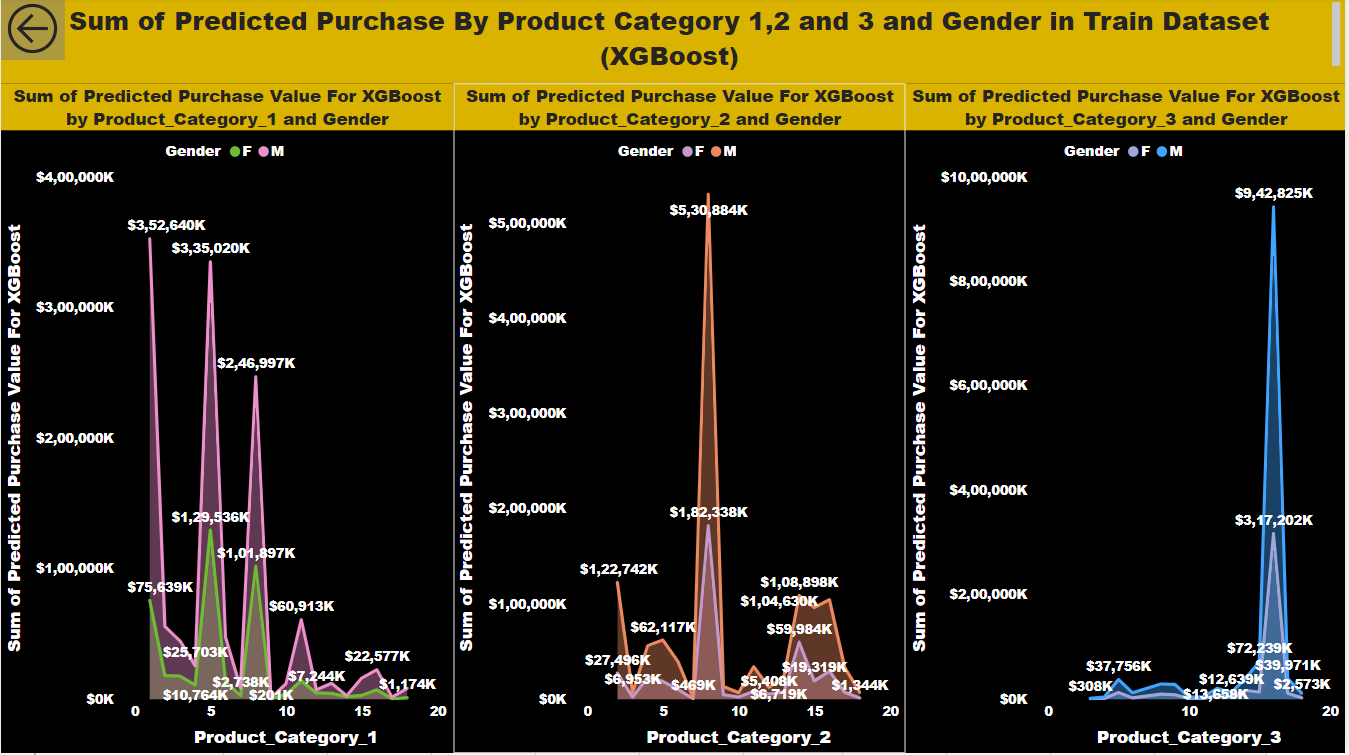 Sum of Predicted Purchase By Product Category 1,2 and 3 and Gender in Train Dataset
(XGBoost)
Sum of Predicted Purchase Value For XGBoost
by Product_Category_1 and Gender
Gender F M
Sum of Predicted Purchase Value For XGBoost
$4,00,000K
$3,00,000K
$2,00,000K
$1,00,000K
$0K
$3,52,640K
$3,35,020K
$2,46,997K
$1,29,536K
$1,01,897K
$75,639K
$60,913K
$25,703K
$22,577K
$7,244K
$2,738K
$1,174K
$10,764K
$201K
0 5 10 15 20
Product_Category_1
Sum of Predicted Purchase Value For XGBoost
by Product_Category_2 and Gender
Gender F M
Sum of Predicted Purchase Value For XGBoost
$5,00,000K
$4,00,000K
$3,00,000K
$2,00,000K
$1,00,000K
$0K
$5,30,884K
$1,82,338K
$1,22,742K
$1,08,898K
$1,04,630K
$62,117K
$59,984K
$27,496K
$19,319K
$6,953K
$469K
$5,408K
$1,344K
$6,719K
0 5 10 15 20
Product_Category_2
Sum of Predicted Purchase Value For XGBoost
by Product_Category_3 and Gender
Gender F M
Sum of Predicted Purchase Value For XGBoost
$10,00,000K
$8,00,000K
$6,00,000K
$4,00,000K
$2,00,000K
$0K
$9,42,825K
$3,17,202K
$72,239K
$37,756K
$39,971K
$12,639K
$308K
$2,573K
$13,658K
0 10 20
Product_Category_3